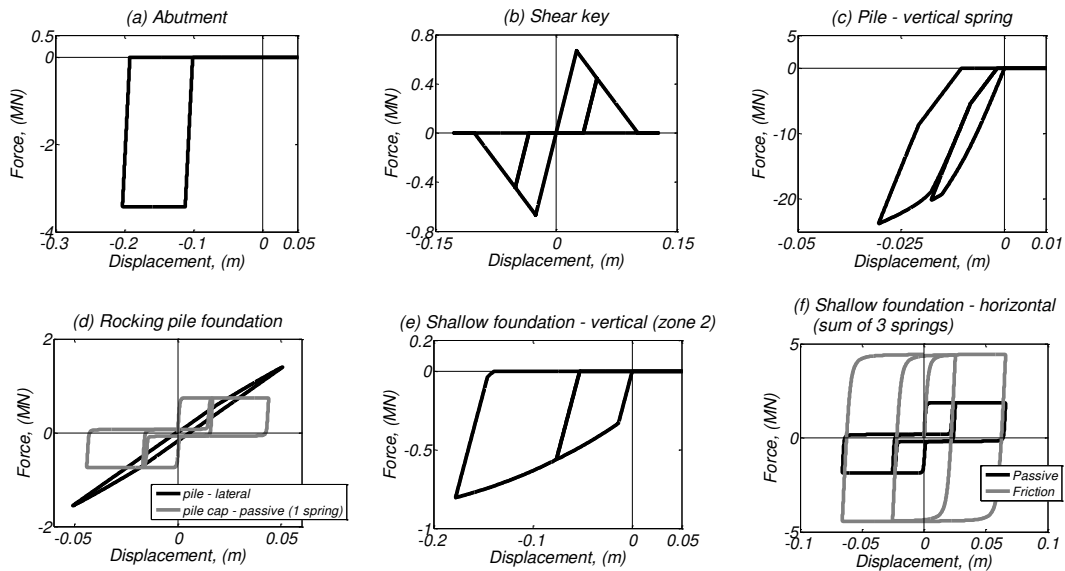 (a) Abutment
0.5
0
-2
-4
-0.3
-0.2
-0.1
0
0.05
Force, (MN)
Displacement, (m)
(b) Shear key
0.8
0.4
0
-0.4
-0.8
-0.15
0
0.15
Force, (MN)
Displacement, (m)
(c) Pile - vertical spring
5
0
-10
-20
-0.05
-0.025
0
0.01
Force, (MN)
Displacement, (m)
(d) Rocking pile foundation
2
0
-2
-0.05
0
0.05
Force, (MN)
Displacement, (m)
pile - lateral
pile cap - passive (1 spring)
(e) Shallow foundation - vertical (zone 2)
0.2
0
-0.5
-1
-0.2
-0.1
0
0.05
Force, (MN)
Displacement, (m)
(f) Shallow foundation - horizontal
(sum of 3 springs)
5
0
-5
-0.1
-0.05
0
0.05
0.1
Force, (MN)
Displacement, (m)
Passive
Friction